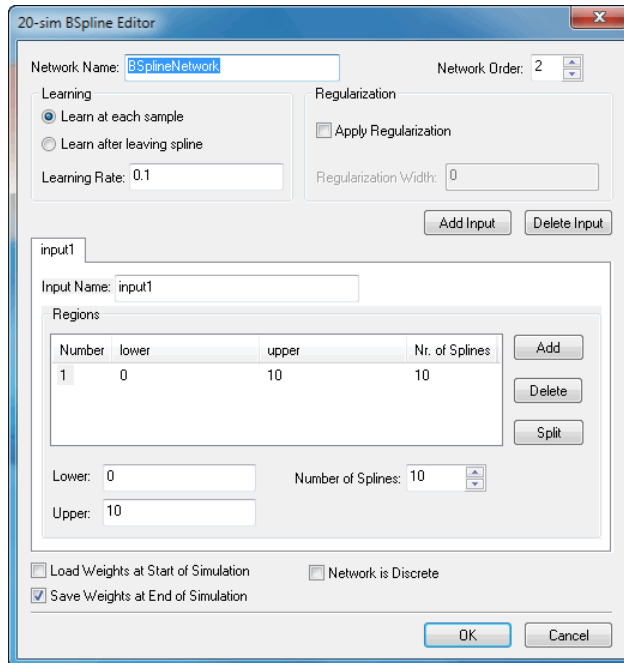 20-sim BSpline Editor
Network Name: BSplineNetwork Network Order: 2
Learning Regularization
Learn at each sample
Apply Regularization
Learn after leaving spline
Learning Rate: 0.1 Regularization Width: 0
Add Input Delete Input
input1
Input Name: input1
Regions
Number lower upper Nr. of Splines Add
1 0 10 10
Delete
Split
Lower: 0 Number of Splines: 10
Upper: 10
Load Weights at Start of Simulation Network is Discrete
Save Weights at End of Simulation
OK Cancel